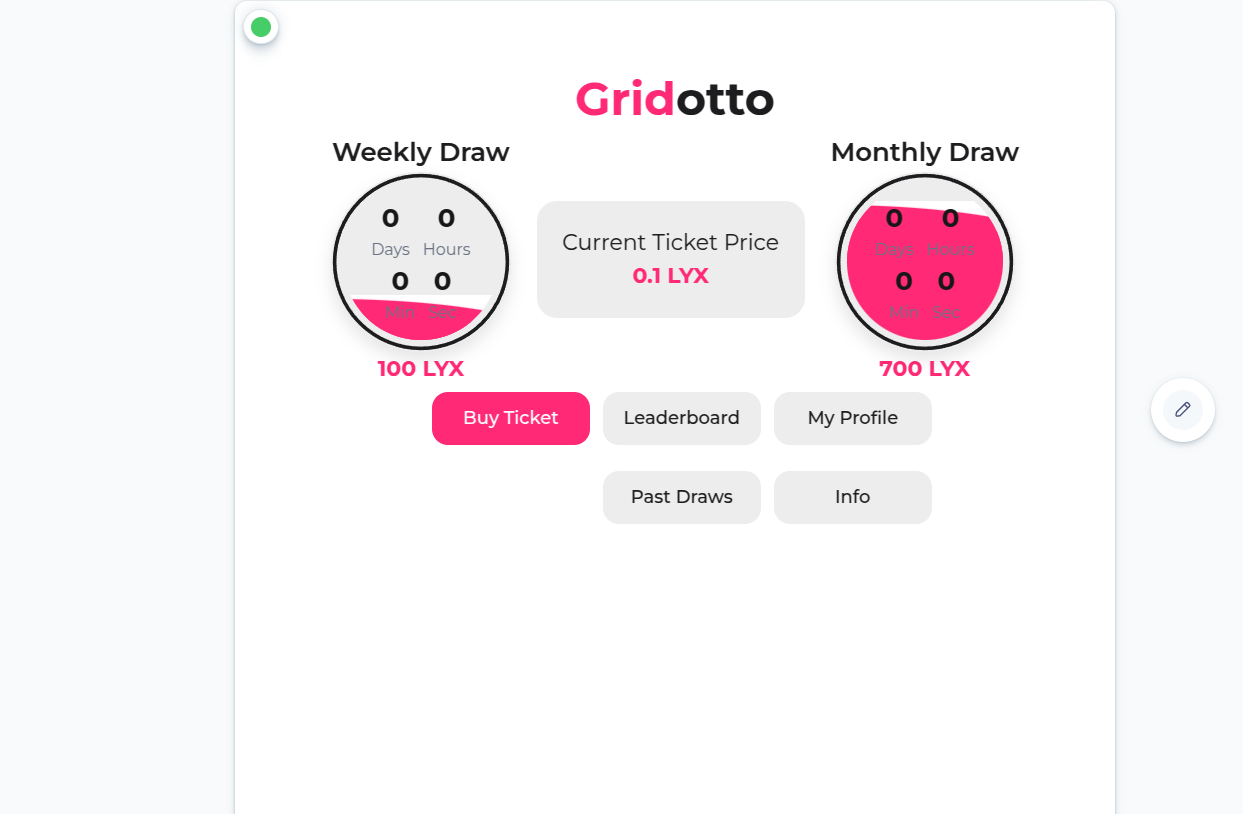 Gridotto
Weekly Draw
0 0
Days Hours
0 0
Min Sec
100 LYX
Current Ticket Price
0.1 LYX
Monthly Draw
0 0
Days Hours
0 0
Min Sec
700 LYX
Buy Ticket
Leaderboard
My Profile
Past Draws
Info